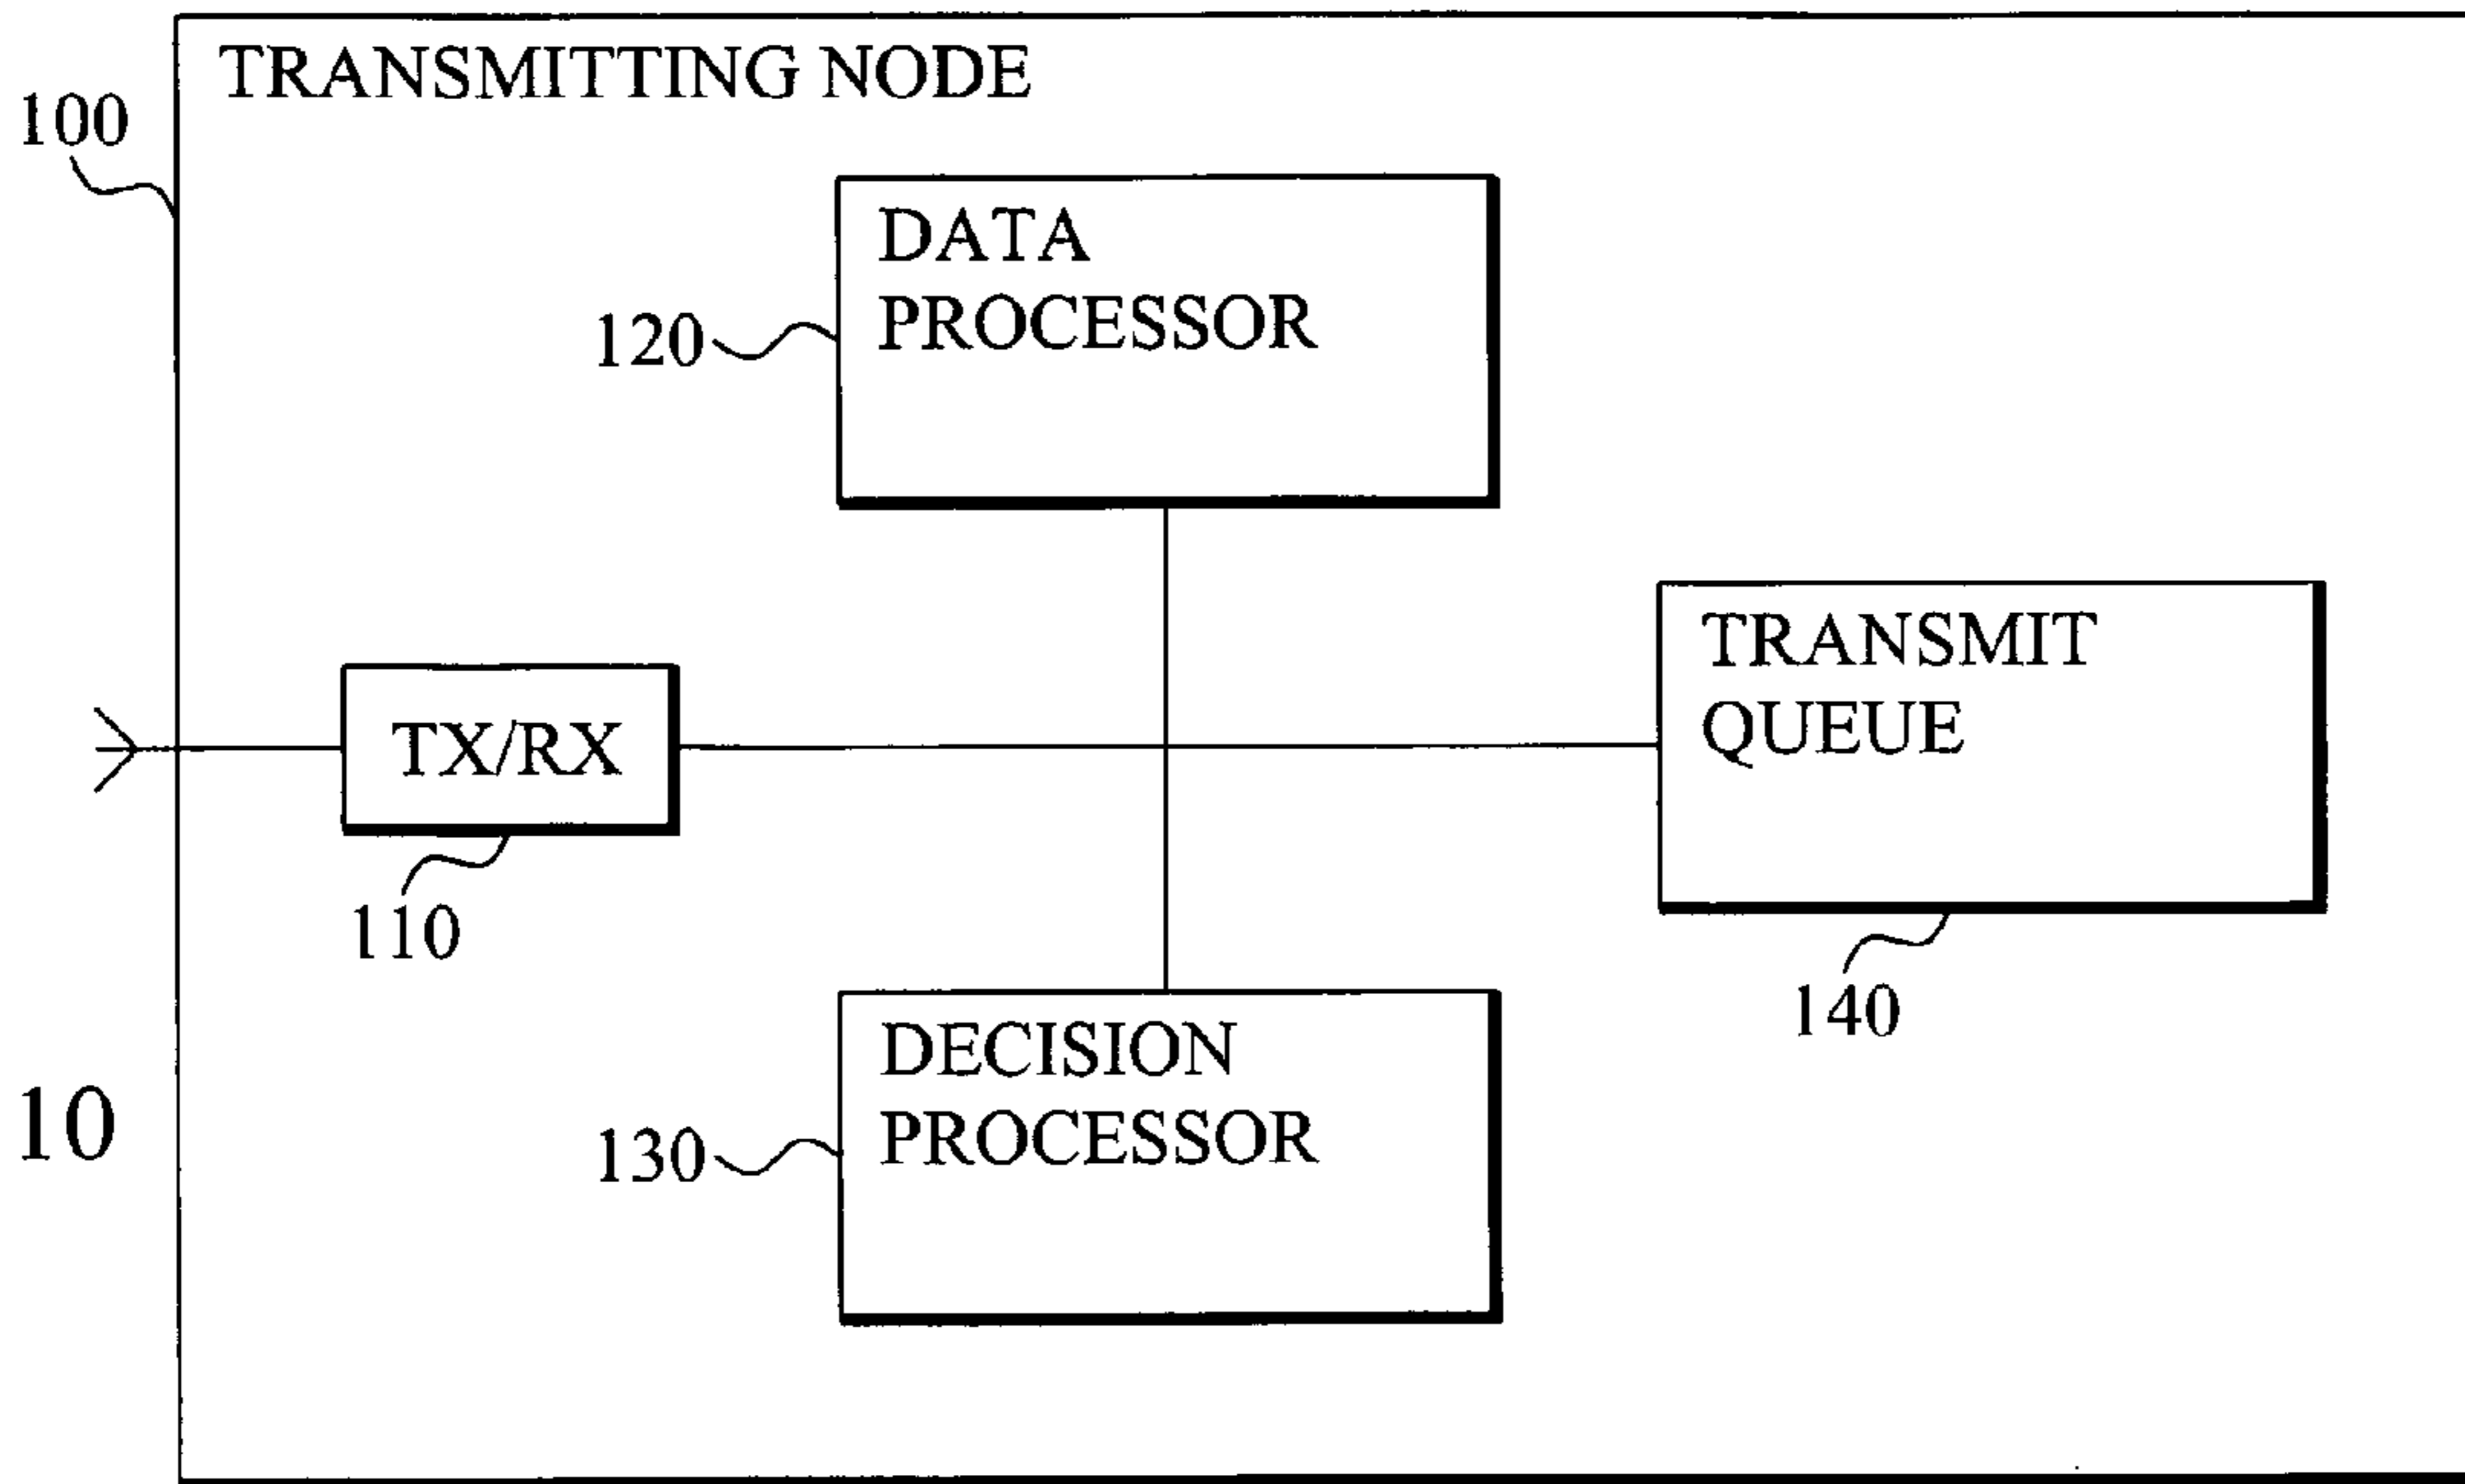 TRANSMITTING NODE
100
DATA
PROCESSOR
120
TRANSMIT
QUEUE
TX/RX
110
140
DECISION
PROCESSOR
130
10